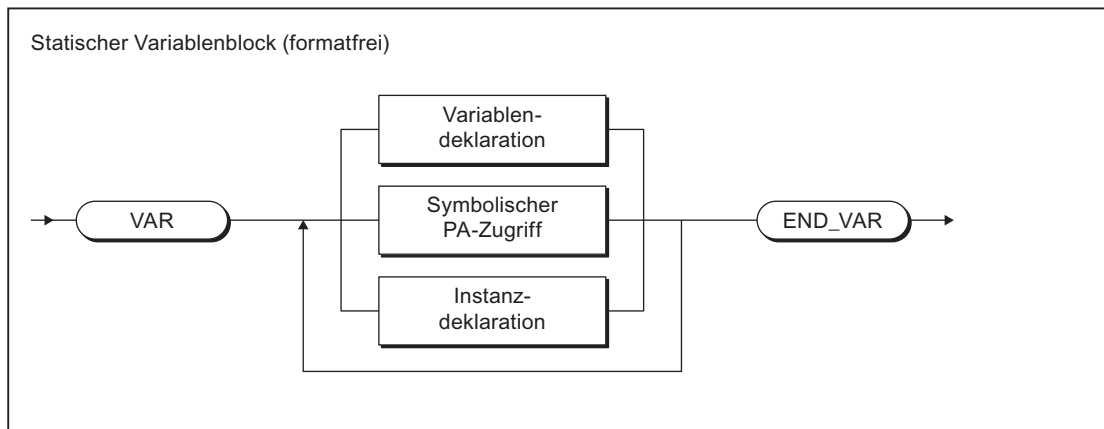 Statischer Variablenblock (formatfrei)
Variablen-
deklaration
VAR
Symbolischer
PA-Zugriff
END_VAR
Instanz-
deklaration